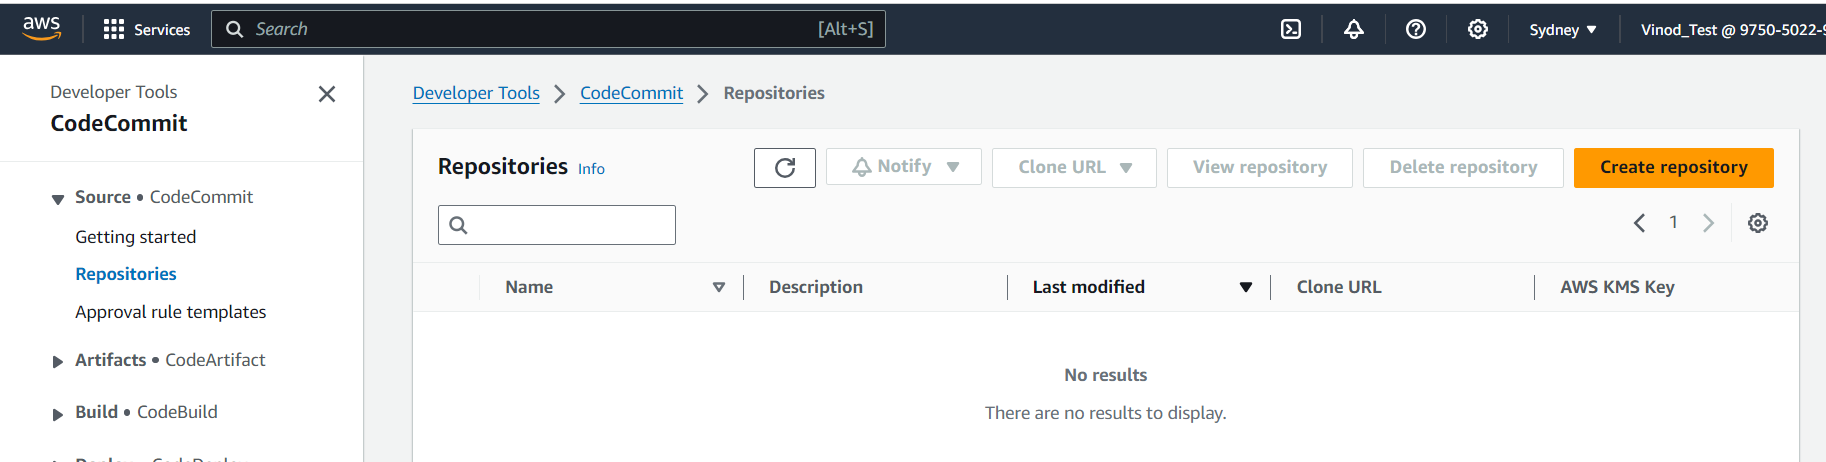 aws Services Search [Alt+S] Sydney Vinod_Test @ 9750-5022-
Developer Tools
CodeCommit
Source • CodeCommit
Getting started
Repositories
Approval rule templates
Artifacts • CodeArtifact
Build • CodeBuild
Developer Tools CodeCommit Repositories
Repositories Info Notify Clone URL View repository Delete repository Create repository
1
Name Description Last modified Clone URL AWS KMS Key
No results
There are no results to display.